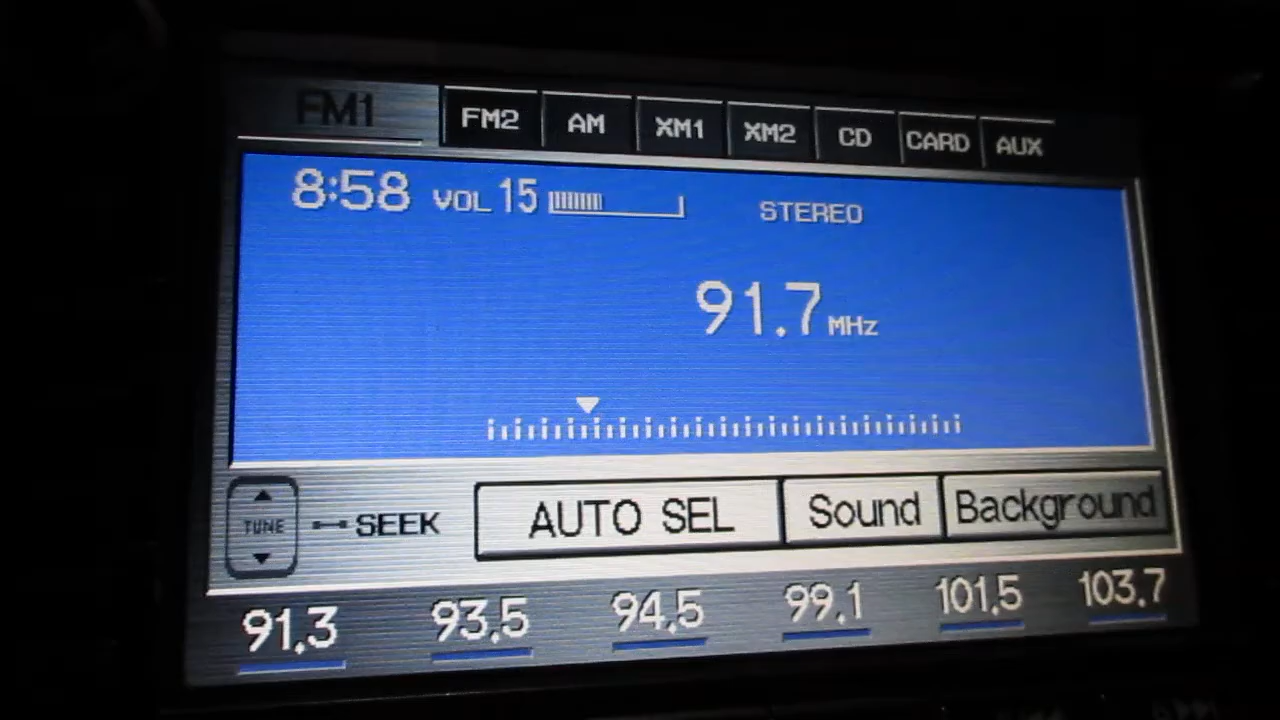 FM1 FM2 AM XM1 XM2 CD CARD AUX
8:58 VOL 15 STEREO
91.7 MHz
TUNE SEEK AUTO SEL Sound Background
91.3 93.5 94.5 99.1 101.5 103.7